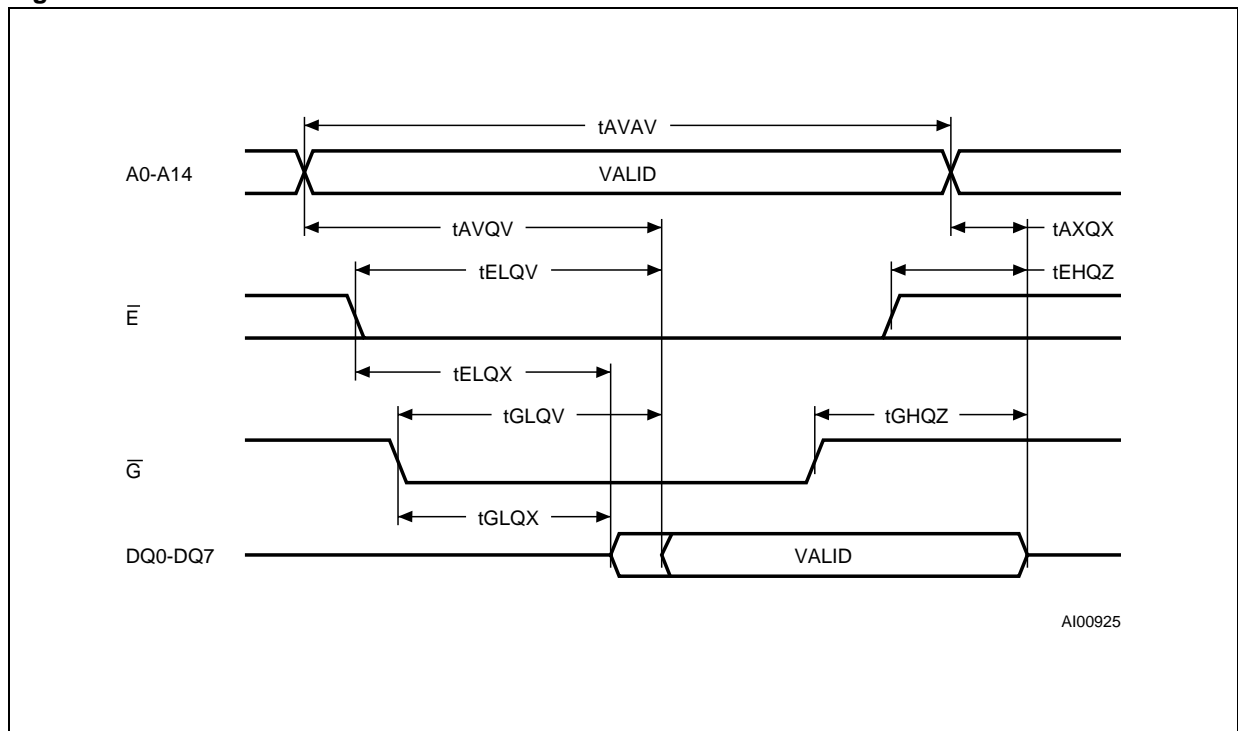 tAVAV
A0-A14
VALID
tAVQV
tAXQX
tELQV
tEHQZ
E̅
tELQX
tGLQV
tGHQZ
G̅
tGLQX
DQ0-DQ7
VALID
AI00925